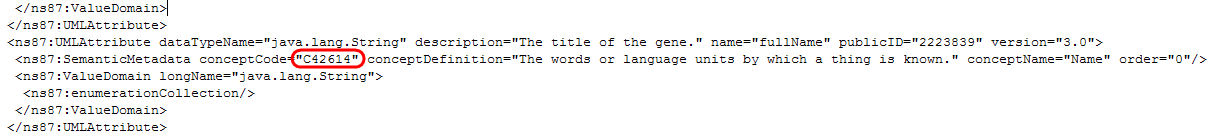 </ns87:ValueDomain>
</ns87:UMLAttribute>
<ns87:UMLAttribute dataTypeName="java.lang.String" description="The title of the gene." name="fullName" publicID="2223839" version="3.0">
<ns87:SemanticMetadata conceptCode="C42614" conceptDefinition="The words or language units by which a thing is known." conceptName="Name" order="0"/>
<ns87:ValueDomain longName="java.lang.String">
<ns87:enumerationCollection/>
</ns87:ValueDomain>
</ns87:UMLAttribute>